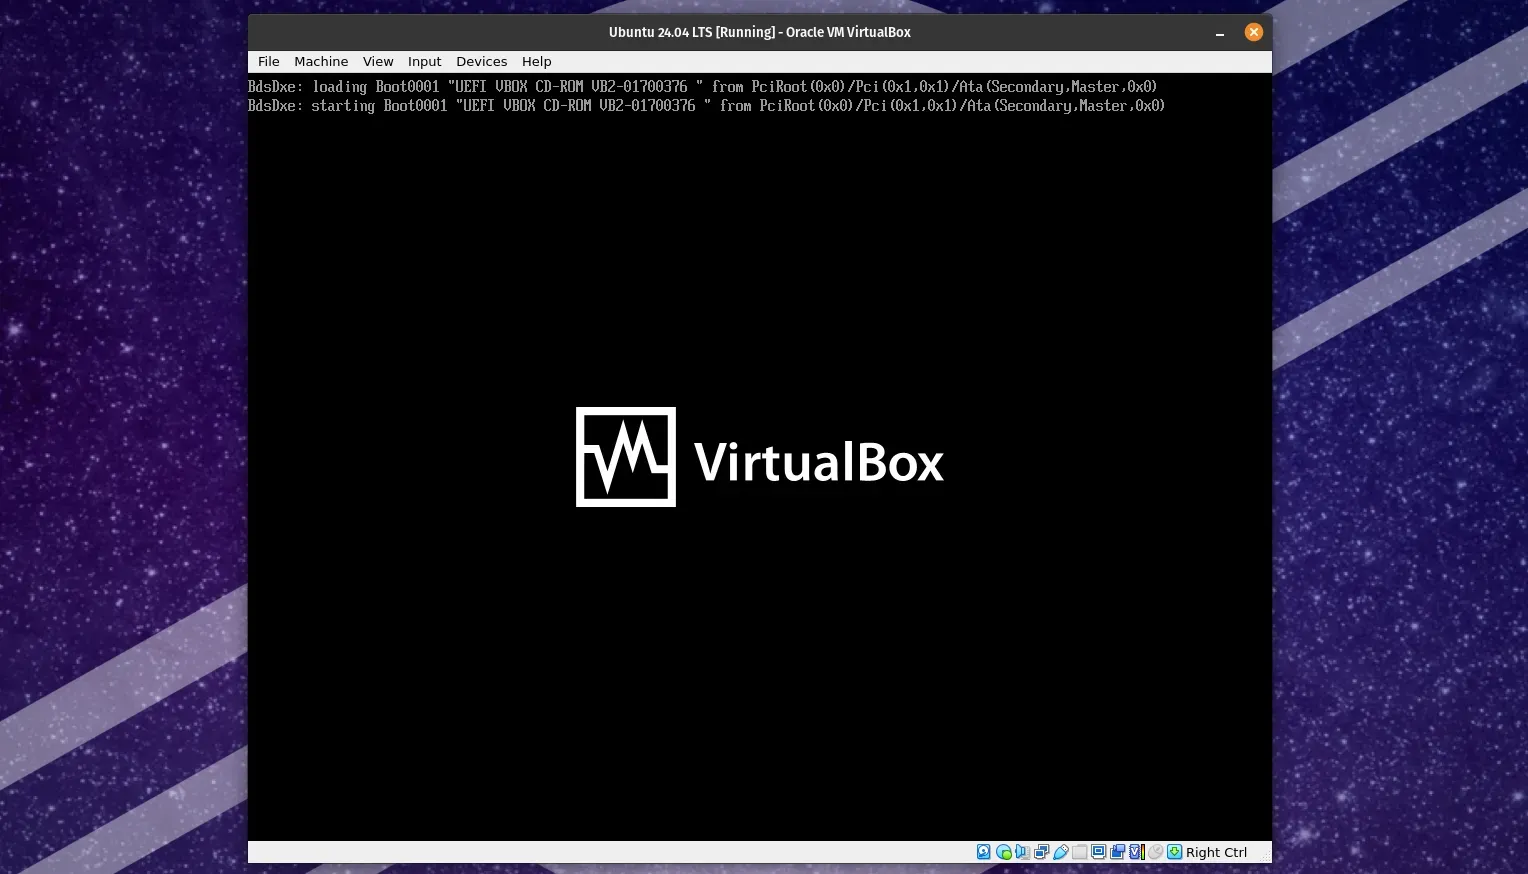 Ubuntu 24.04 LTS [Running] - Oracle VM VirtualBox
File Machine View Input Devices Help
BdsDxe: loading Boot0001 "UEFI VBOX CD-ROM VB2-01700376 " from PciRoot(0x0)/Pci(0x1,0x1)/Ata(Secondary,Master,0x0)
BdsDxe: starting Boot0001 "UEFI VBOX CD-ROM VB2-01700376 " from PciRoot(0x0)/Pci(0x1,0x1)/Ata(Secondary,Master,0x0)
VirtualBox
Right Ctrl